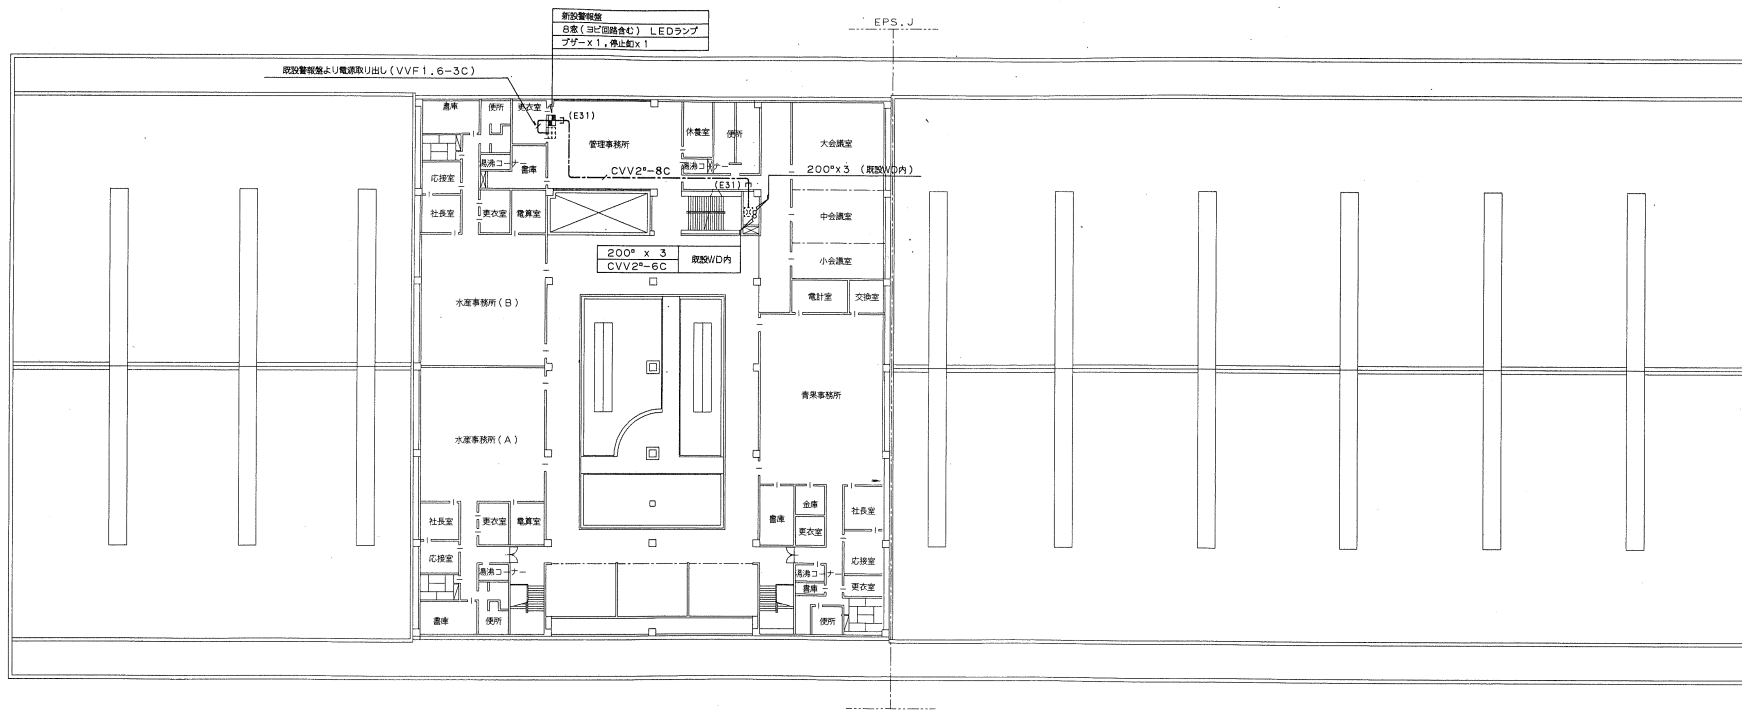 新設警報盤
8窓(ヨビ回路含む) LEDランプ
ブザーx1,停止釦x1
EPS.J
既設警報盤より電源取り出し(VVF1.6-3C)
書庫
便所
更衣室
(E31)
管理事務所
休養室
便所
大会議室
湯沸コーナー
書庫
湯沸コーナー
応接室
CVV2°-8C
200°x3 (既設WD内)
(E31)
社長室
更衣室
電算室
中会議室
200° x 3
CVV2°-6C
既設WD内
小会議室
水産事務所(B)
電計室
交換室
青果事務所
水産事務所(A)
書庫
金庫
社長室
社長室
更衣室
電算室
更衣室
応接室
湯沸コーナー
湯沸コーナー
応接室
書庫
更衣室
書庫
便所
便所